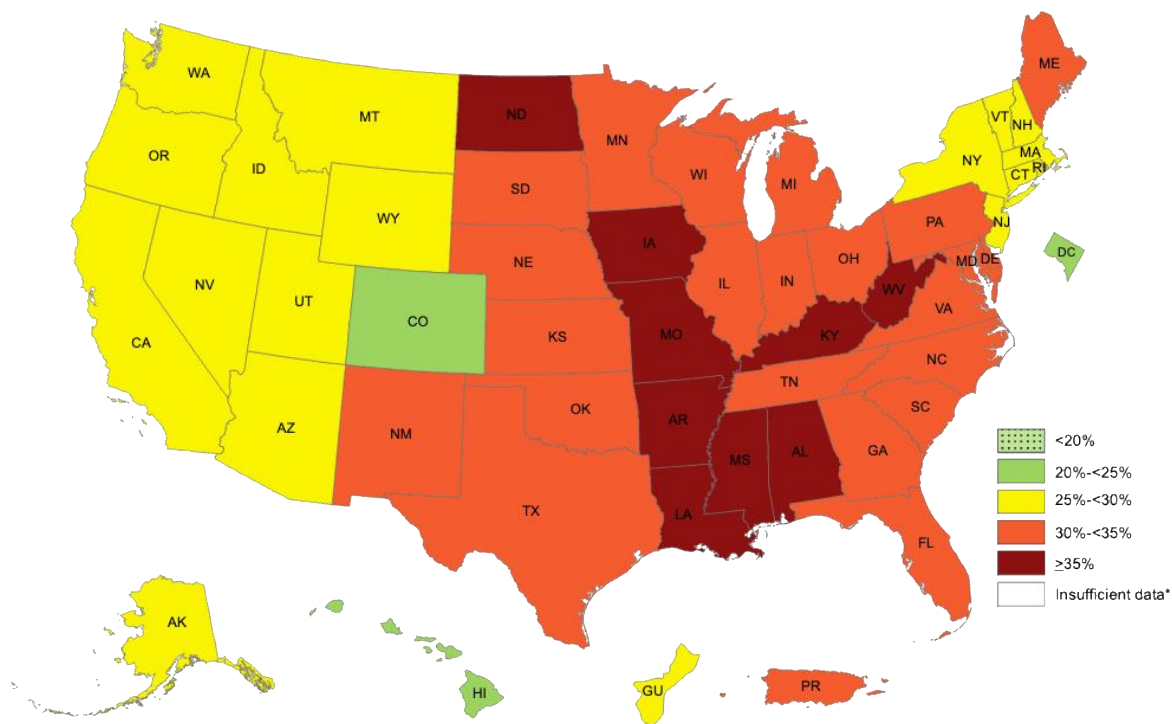 WA
MT
ND
MN
ME
OR
ID
SD
WI
MI
VT
NH
NY
MA
RI
CT
WY
NE
IA
PA
NJ
DC
NV
UT
CO
IL
IN
OH
MD
DE
CA
KS
MO
KY
WV
VA
AZ
NM
OK
AR
TN
NC
SC
TX
LA
MS
AL
GA
FL
AK
HI
GU
PR
<20%
20%-<25%
25%-<30%
30%-<35%
≥35%
Insufficient data*